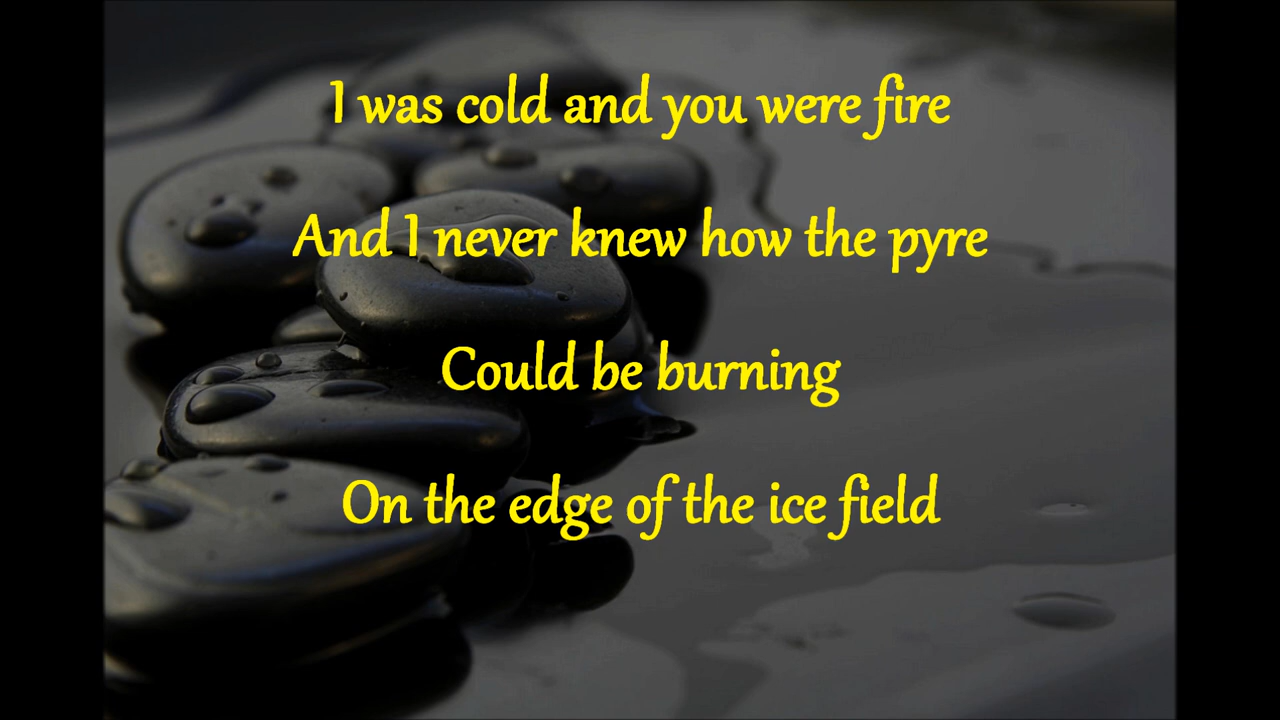 I was cold and you were fire
And I never knew how the pyre
Could be burning
On the edge of the ice field